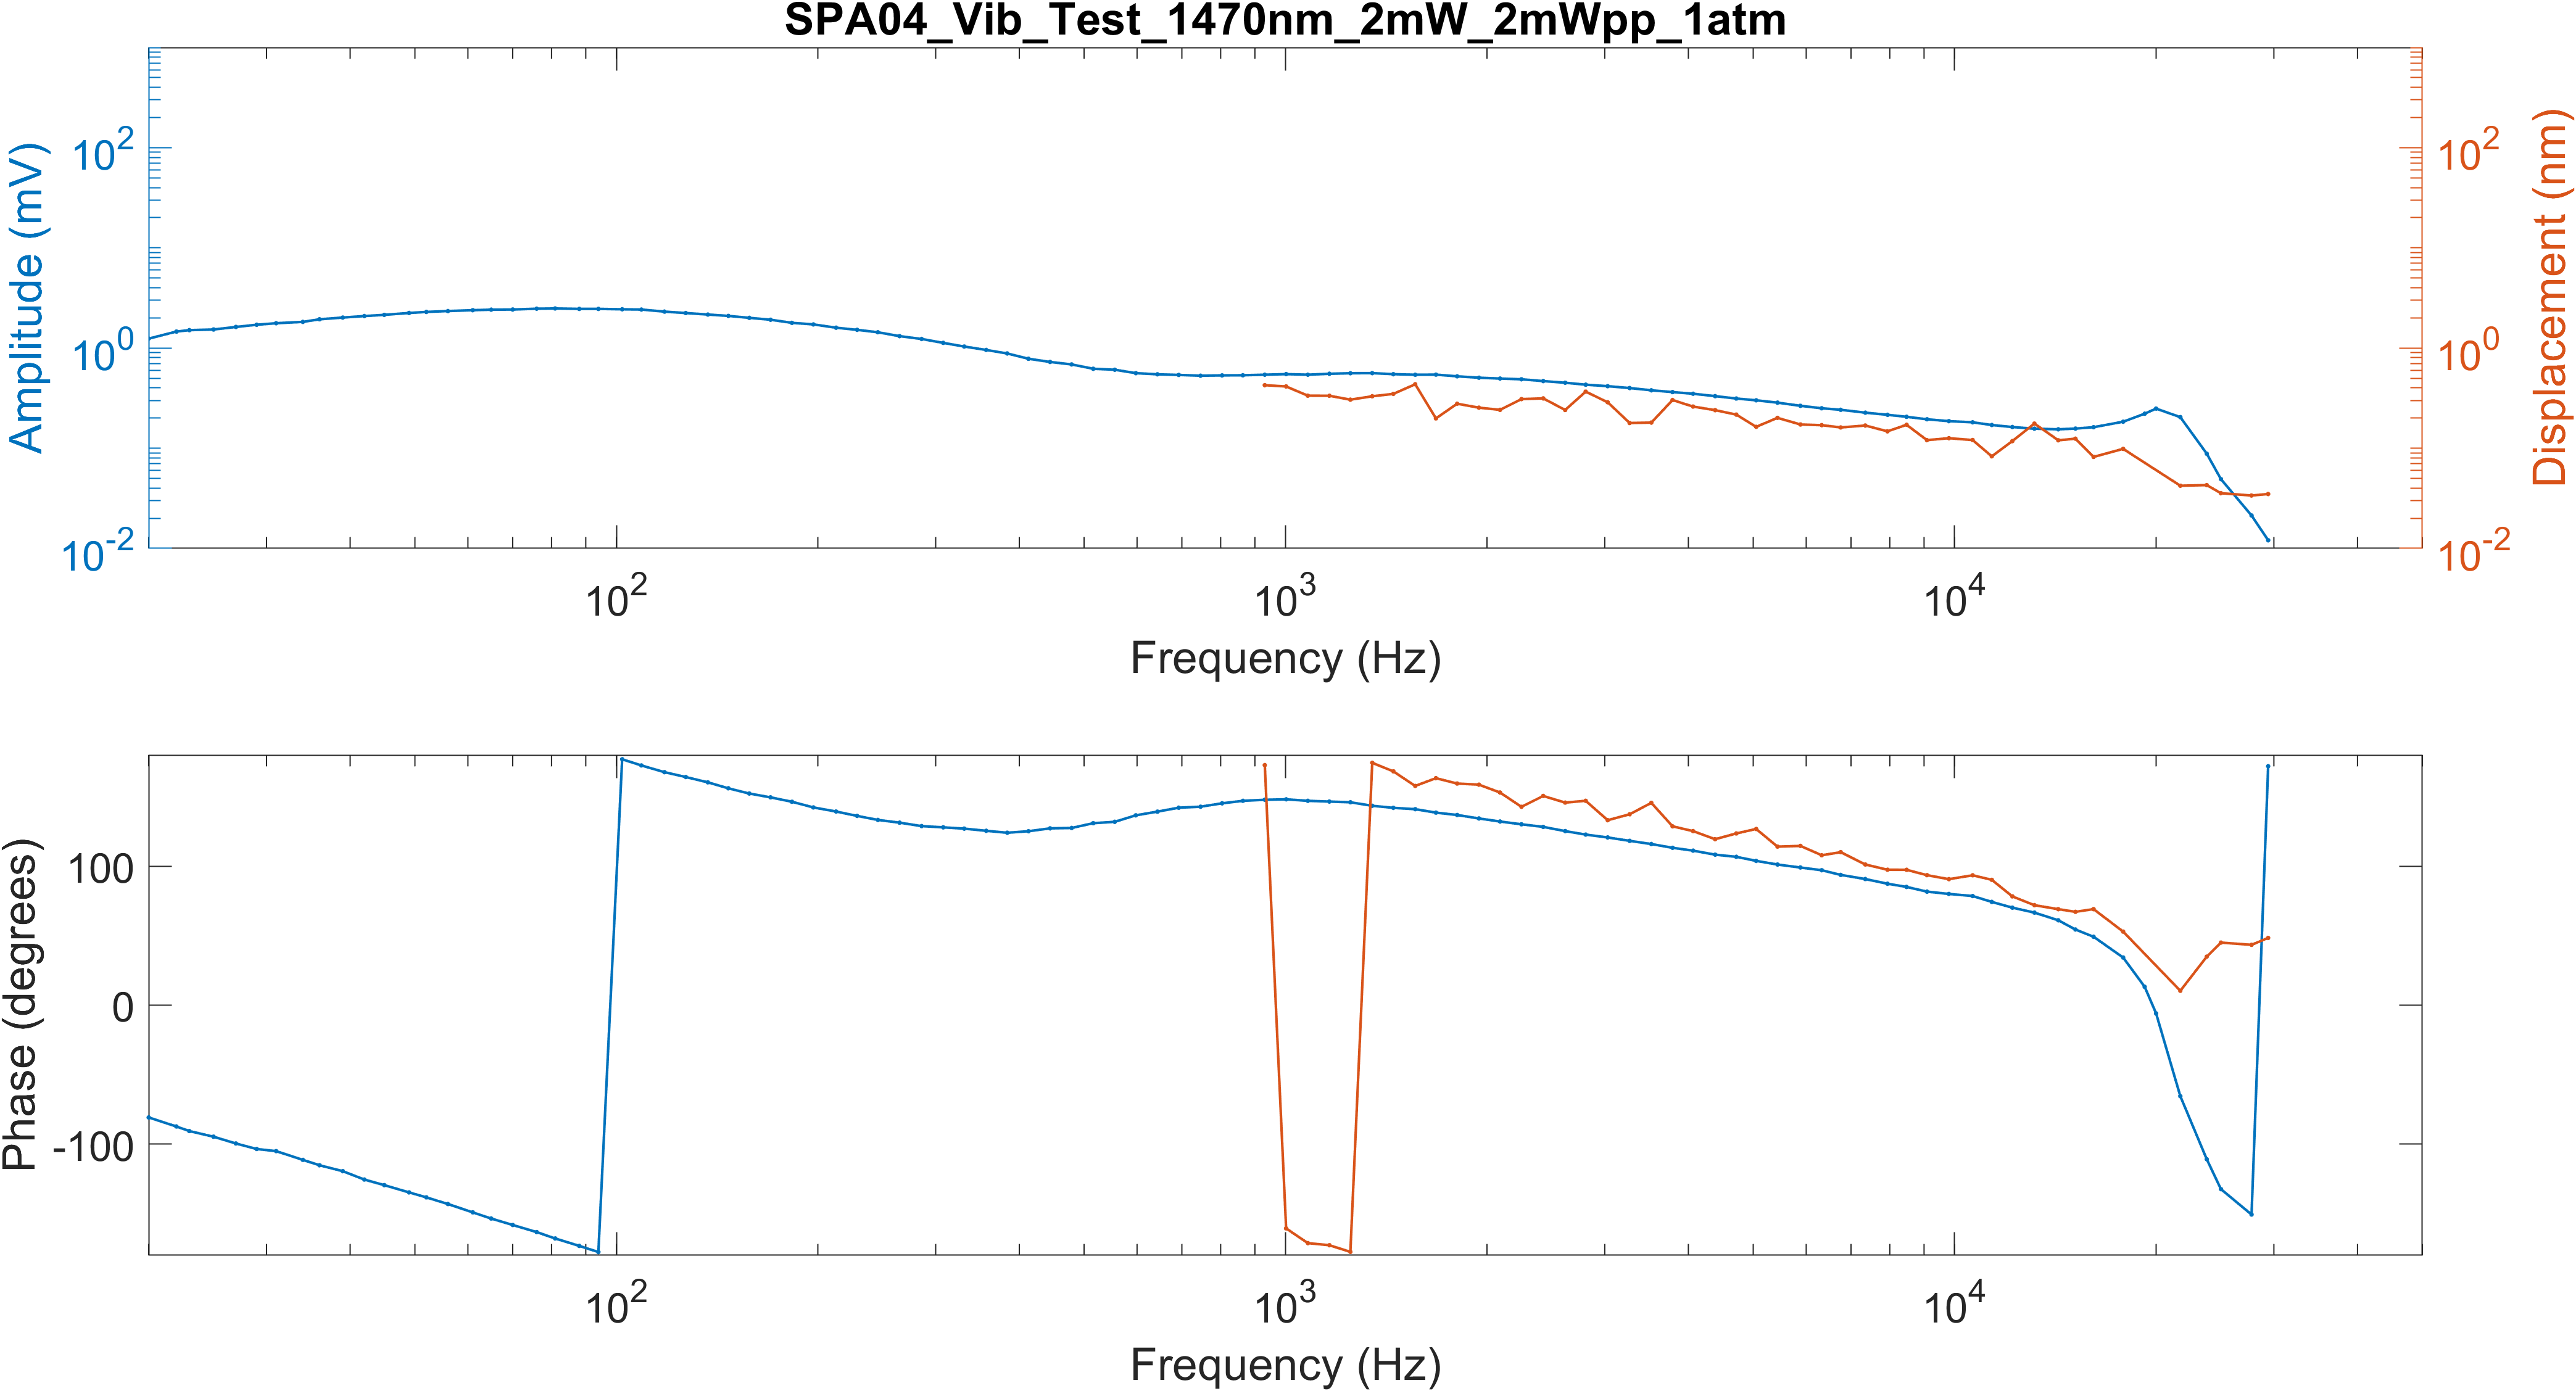 SPA04_Vib_Test_1470nm_2mW_2mWpp_1atm
Amplitude (mV)
10^2
10^0
10^-2
Displacement (nm)
10^2
10^0
10^-2
10^2
10^3
10^4
Frequency (Hz)
Phase (degrees)
100
0
-100
10^2
10^3
10^4
Frequency (Hz)